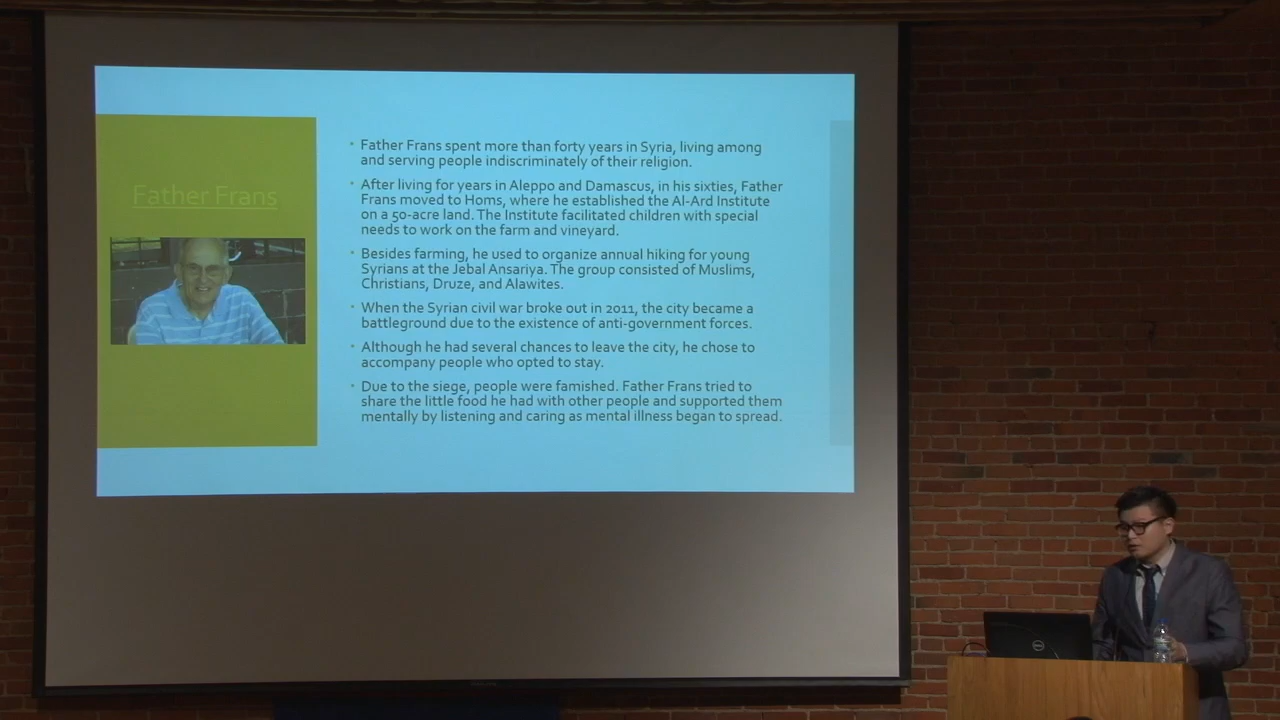 Father Frans
• Father Frans spent more than forty years in Syria, living among
and serving people indiscriminately of their religion.
• After living for years in Aleppo and Damascus, in his sixties, Father
Frans moved to Homs, where he established the Al-Ard Institute
on a 50-acre land. The Institute facilitated children with special
needs to work on the farm and vineyard.
• Besides farming, he used to organize annual hiking for young
Syrians at the Jebal Ansariya. The group consisted of Muslims,
Christians, Druze, and Alawites.
• When the Syrian civil war broke out in 2011, the city became a
battleground due to the existence of anti-government forces.
• Although he had several chances to leave the city, he chose to
accompany people who opted to stay.
• Due to the siege, people were famished. Father Frans tried to
share the little food he had with other people and supported them
mentally by listening and caring as mental illness began to spread.
DELL